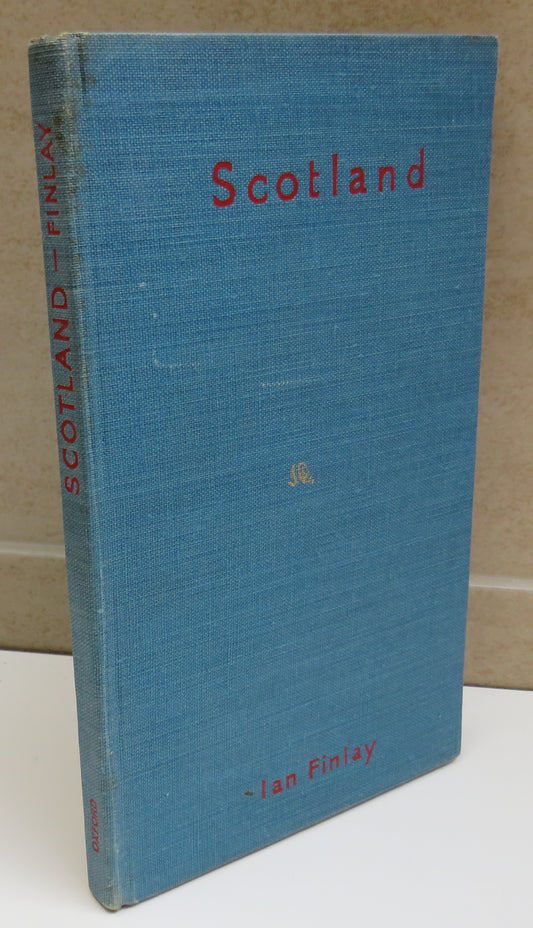 Scotland
Ian Finlay
SCOTLAND — FINLAY
OXFORD